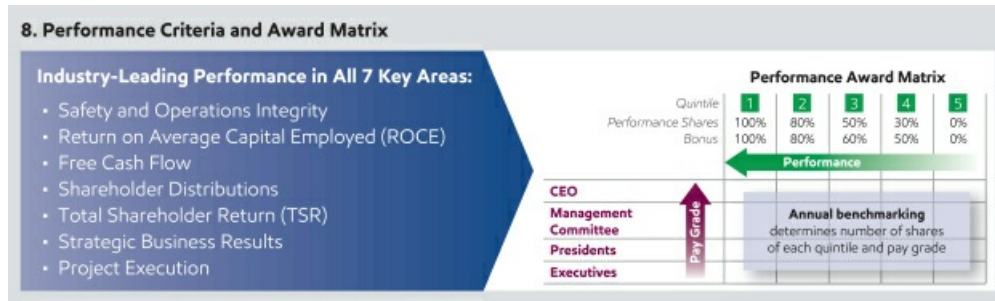 8. Performance Criteria and Award Matrix
Industry-Leading Performance in All 7 Key Areas:
• Safety and Operations Integrity
• Return on Average Capital Employed (ROCE)
• Free Cash Flow
• Shareholder Distributions
• Total Shareholder Return (TSR)
• Strategic Business Results
• Project Execution
Performance Award Matrix
Quintile 1 2 3 4 5
Performance Shares 100% 80% 50% 30% 0%
Bonus 100% 80% 60% 50% 0%
Performance
CEO
Management
Committee
Presidents
Executives
Pay Grade
Annual benchmarking
determines number of shares
of each quintile and pay grade